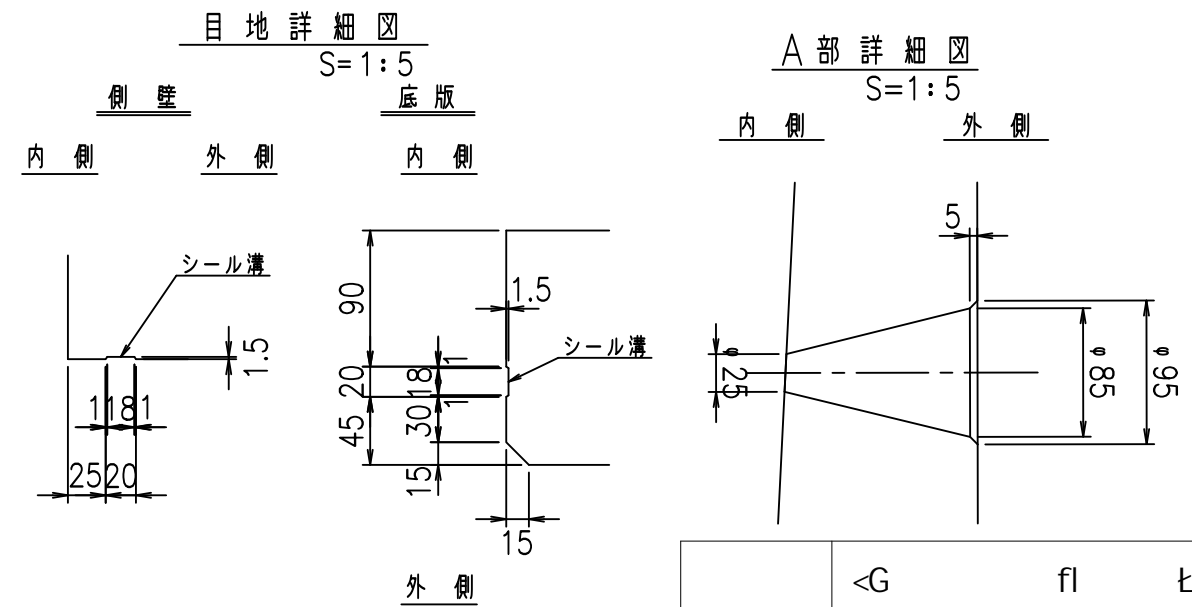 目地詳細図
S=1:5
側壁
底版
内側
外側
内側
シール溝
1.5
1 18 1
25 20
90
20
45
1
18
1
30
15
1.5
シール溝
15
外側
A部詳細図
S=1:5
内側
外側
5
φ25
φ85
φ95
<G fl Ł